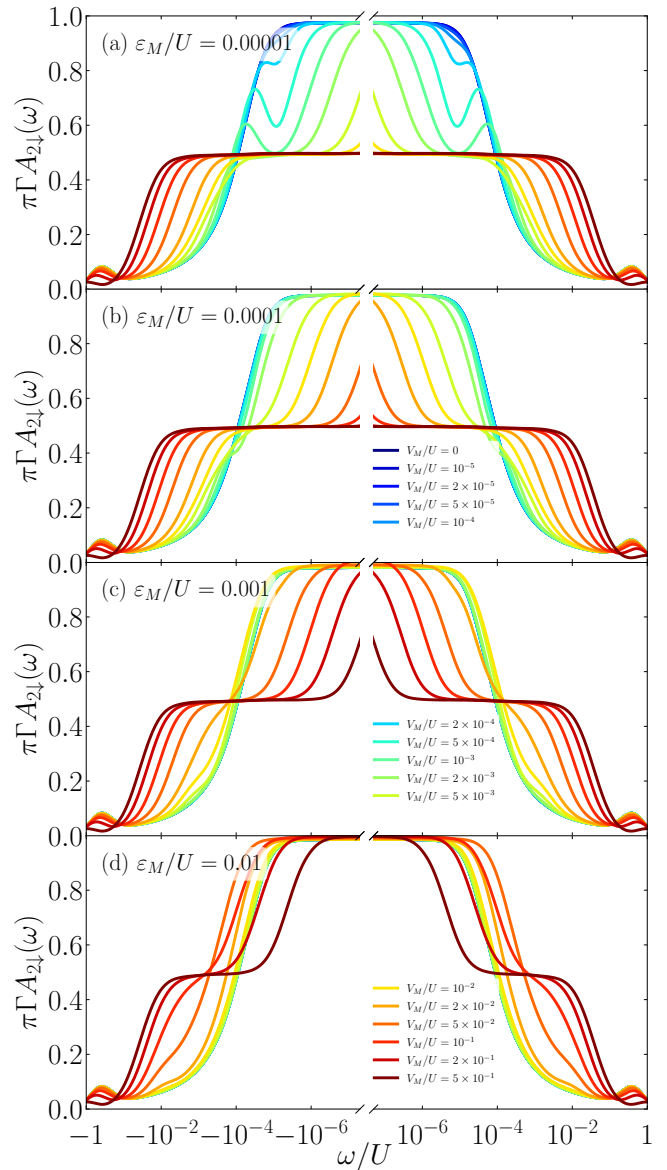 1.0
(a) ε_M/U = 0.00001
0.8
0.6
0.4
0.2
πΓA_{2↓}(ω)
0.0
(b) ε_M/U = 0.0001
0.8
0.6
0.4
0.2
πΓA_{2↓}(ω)
V_M/U = 0
V_M/U = 10^{-5}
V_M/U = 2 × 10^{-5}
V_M/U = 5 × 10^{-5}
V_M/U = 10^{-4}
0.0
(c) ε_M/U = 0.001
0.8
0.6
0.4
0.2
πΓA_{2↓}(ω)
V_M/U = 2 × 10^{-4}
V_M/U = 5 × 10^{-4}
V_M/U = 10^{-3}
V_M/U = 2 × 10^{-3}
V_M/U = 5 × 10^{-3}
0.0
(d) ε_M/U = 0.01
0.8
0.6
0.4
0.2
0.0
πΓA_{2↓}(ω)
V_M/U = 10^{-2}
V_M/U = 2 × 10^{-2}
V_M/U = 5 × 10^{-2}
V_M/U = 10^{-1}
V_M/U = 2 × 10^{-1}
V_M/U = 5 × 10^{-1}
−1 −10^{−2} −10^{−4} −10^{−6} 10^{−6} 10^{−4} 10^{−2} 1
ω/U